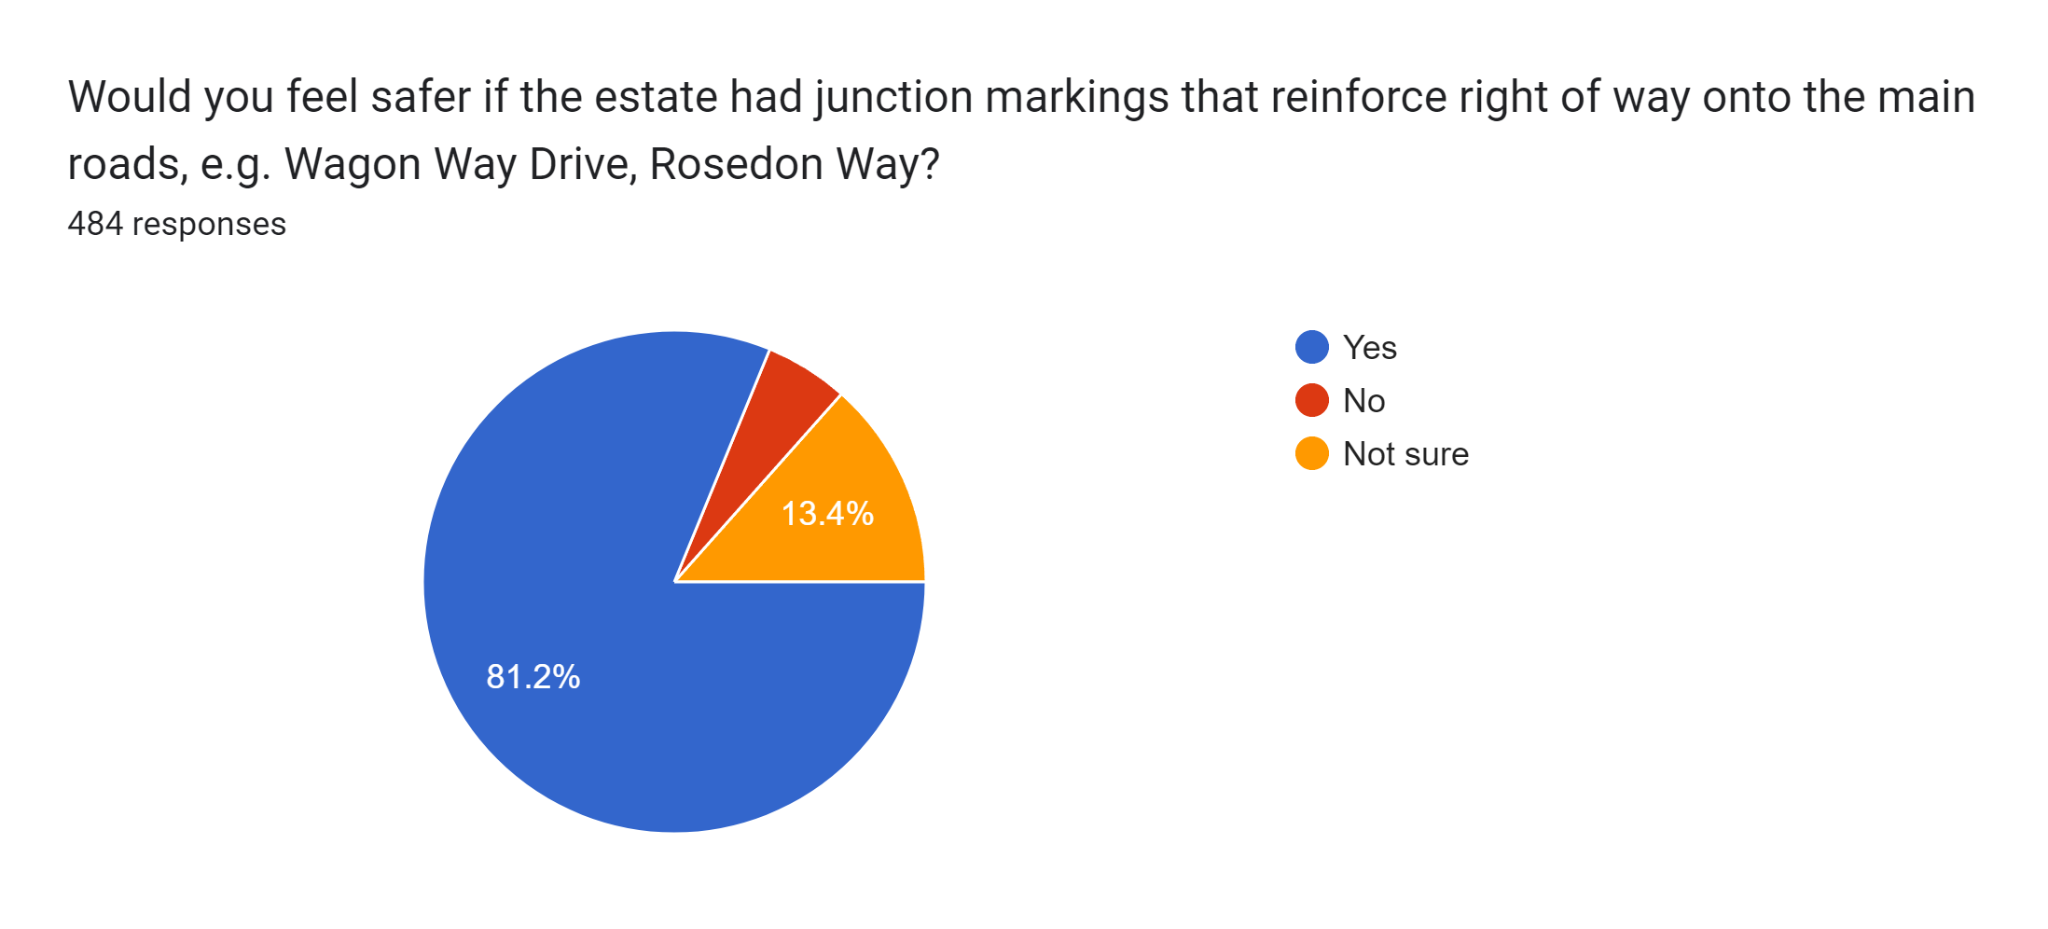 Would you feel safer if the estate had junction markings that reinforce right of way onto the main
roads, e.g. Wagon Way Drive, Rosedon Way?
484 responses
Yes
No
Not sure
13.4%
81.2%